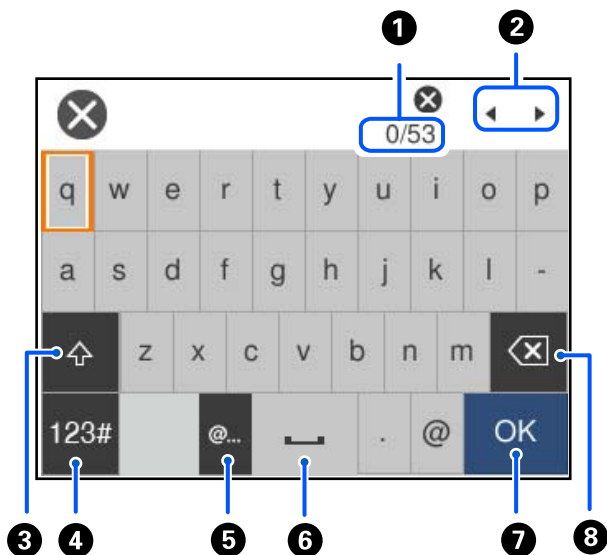 1 2
0/53
q w e r t y u i o p
a s d f g h j k l -
z x c v b n m
123# @... . @ OK
3 4 5 6 7 8